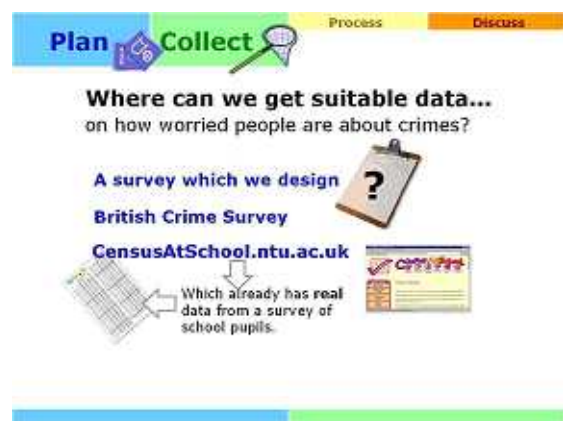 Plan
Collect
Process
Discuss
Where can we get suitable data...
on how worried people are about crimes?
A survey which we design
?
British Crime Survey
CensusAtSchool.ntu.ac.uk
Which already has real
data from a survey of
school pupils.